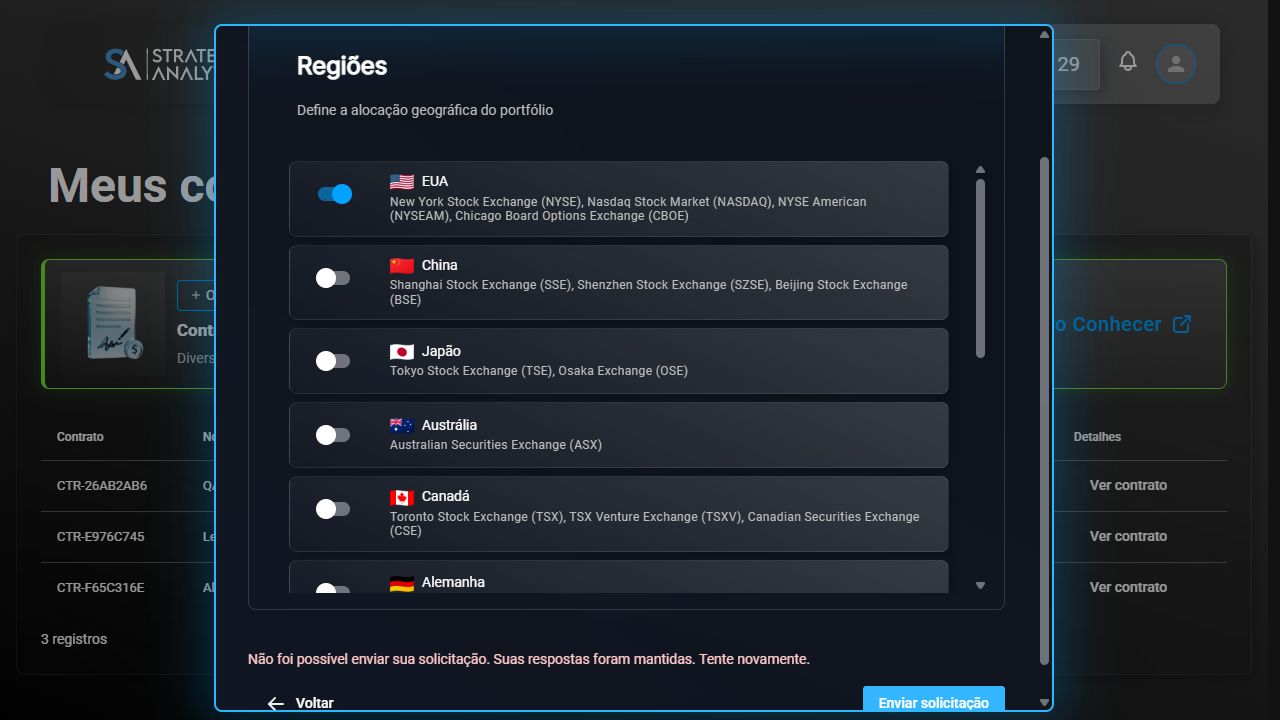 STRATE
ANALY
29
Meus co
Regiões
Define a alocação geográfica do portfólio
EUA
New York Stock Exchange (NYSE), Nasdaq Stock Market (NASDAQ), NYSE American
(NYSEAM), Chicago Board Options Exchange (CBOE)
China
Shanghai Stock Exchange (SSE), Shenzhen Stock Exchange (SZSE), Beijing Stock Exchange
(BSE)
Japão
Tokyo Stock Exchange (TSE), Osaka Exchange (OSE)
Austrália
Australian Securities Exchange (ASX)
Canadá
Toronto Stock Exchange (TSX), TSX Venture Exchange (TSXV), Canadian Securities Exchange
(CSE)
Alemanha
Não foi possível enviar sua solicitação. Suas respostas foram mantidas. Tente novamente.
Voltar
Enviar solicitação
+ O
Cont
Divers
o Conhecer
Contrato
No
Detalhes
CTR-26AB2AB6
QA
Ver contrato
CTR-E976C745
Le
Ver contrato
CTR-F65C316E
Al
Ver contrato
3 registros